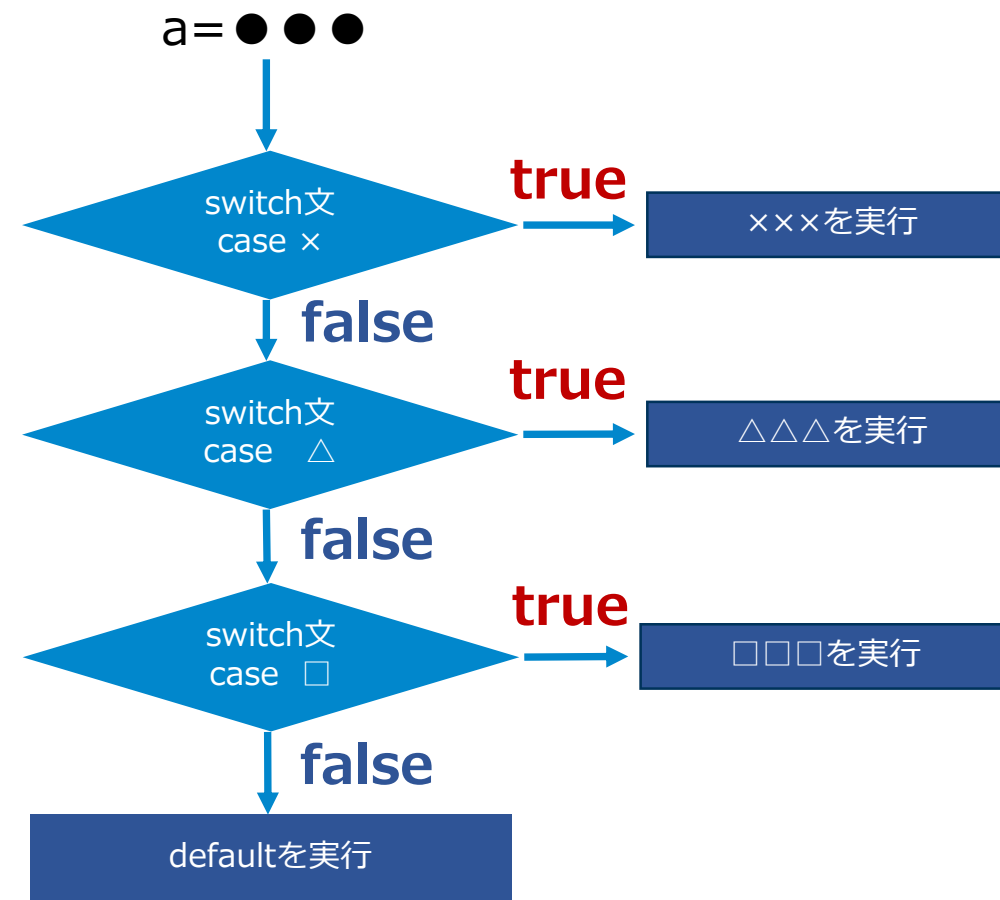 a=●●●
switch文
case ×
true
×××を実行
false
switch文
case △
true
△△△を実行
false
switch文
case □
true
□□□を実行
false
defaultを実行